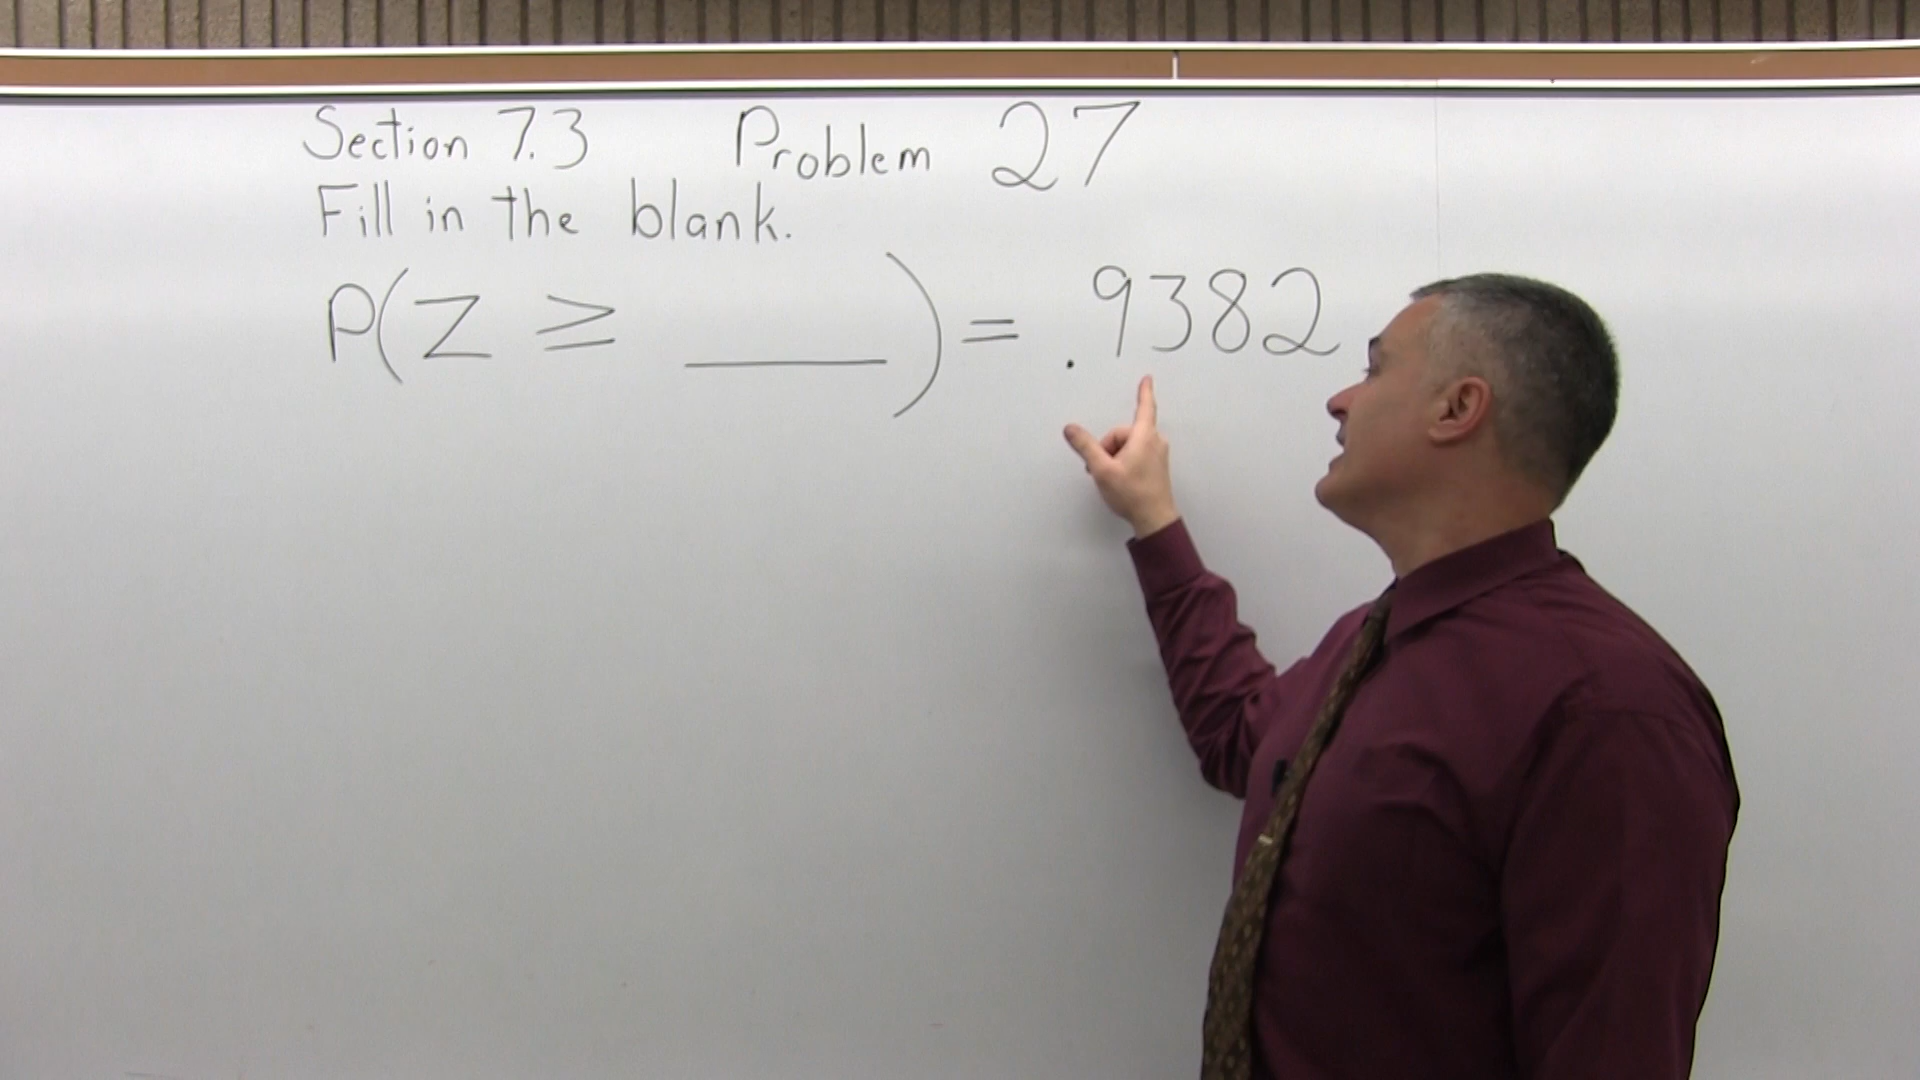 Section 7.3 Problem 27
Fill in the blank.
P(Z ≥ ____) = .9382